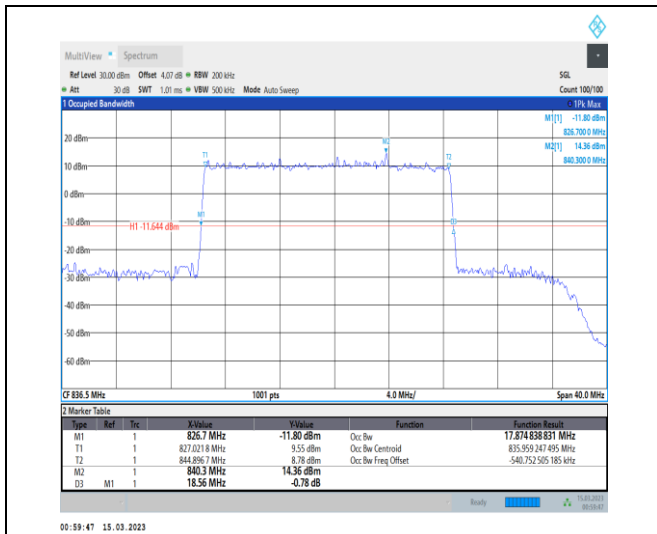 MultiView Spectrum
Ref Level 30.00 dBm Offset 4.07 dB RBW 200 kHz SGL
Att 30 dB SWT 1.01 ms VBW 500 kHz Mode Auto Sweep Count 100/100
1 Occupied Bandwidth 1Pk Max
M1[1] -11.80 dBm
826.700 0 MHz
M2[1] 14.36 dBm
840.300 0 MHz
20 dBm
M2
T1 T2
10 dBm
0 dBm
M1
-10 dBm
H1 -11.644 dBm
D3
-20 dBm
-30 dBm
-40 dBm
-50 dBm
-60 dBm
CF 836.5 MHz 1001 pts 4.0 MHz/ Span 40.0 MHz
2 Marker Table
Type Ref Trc X-Value Y-Value Function Function Result
M1 1 826.7 MHz -11.80 dBm Occ Bw 17.874 838 831 MHz
T1 1 827.0218 MHz 9.55 dBm Occ Bw Centroid 835.959 247 495 MHz
T2 1 844.8967 MHz 8.78 dBm Occ Bw Freq Offset -540.752 505 185 kHz
M2 1 840.3 MHz 14.36 dBm
D3 M1 1 18.56 MHz -0.78 dB
Ready 15.03.2023
00:59:47
00:59:47 15.03.2023